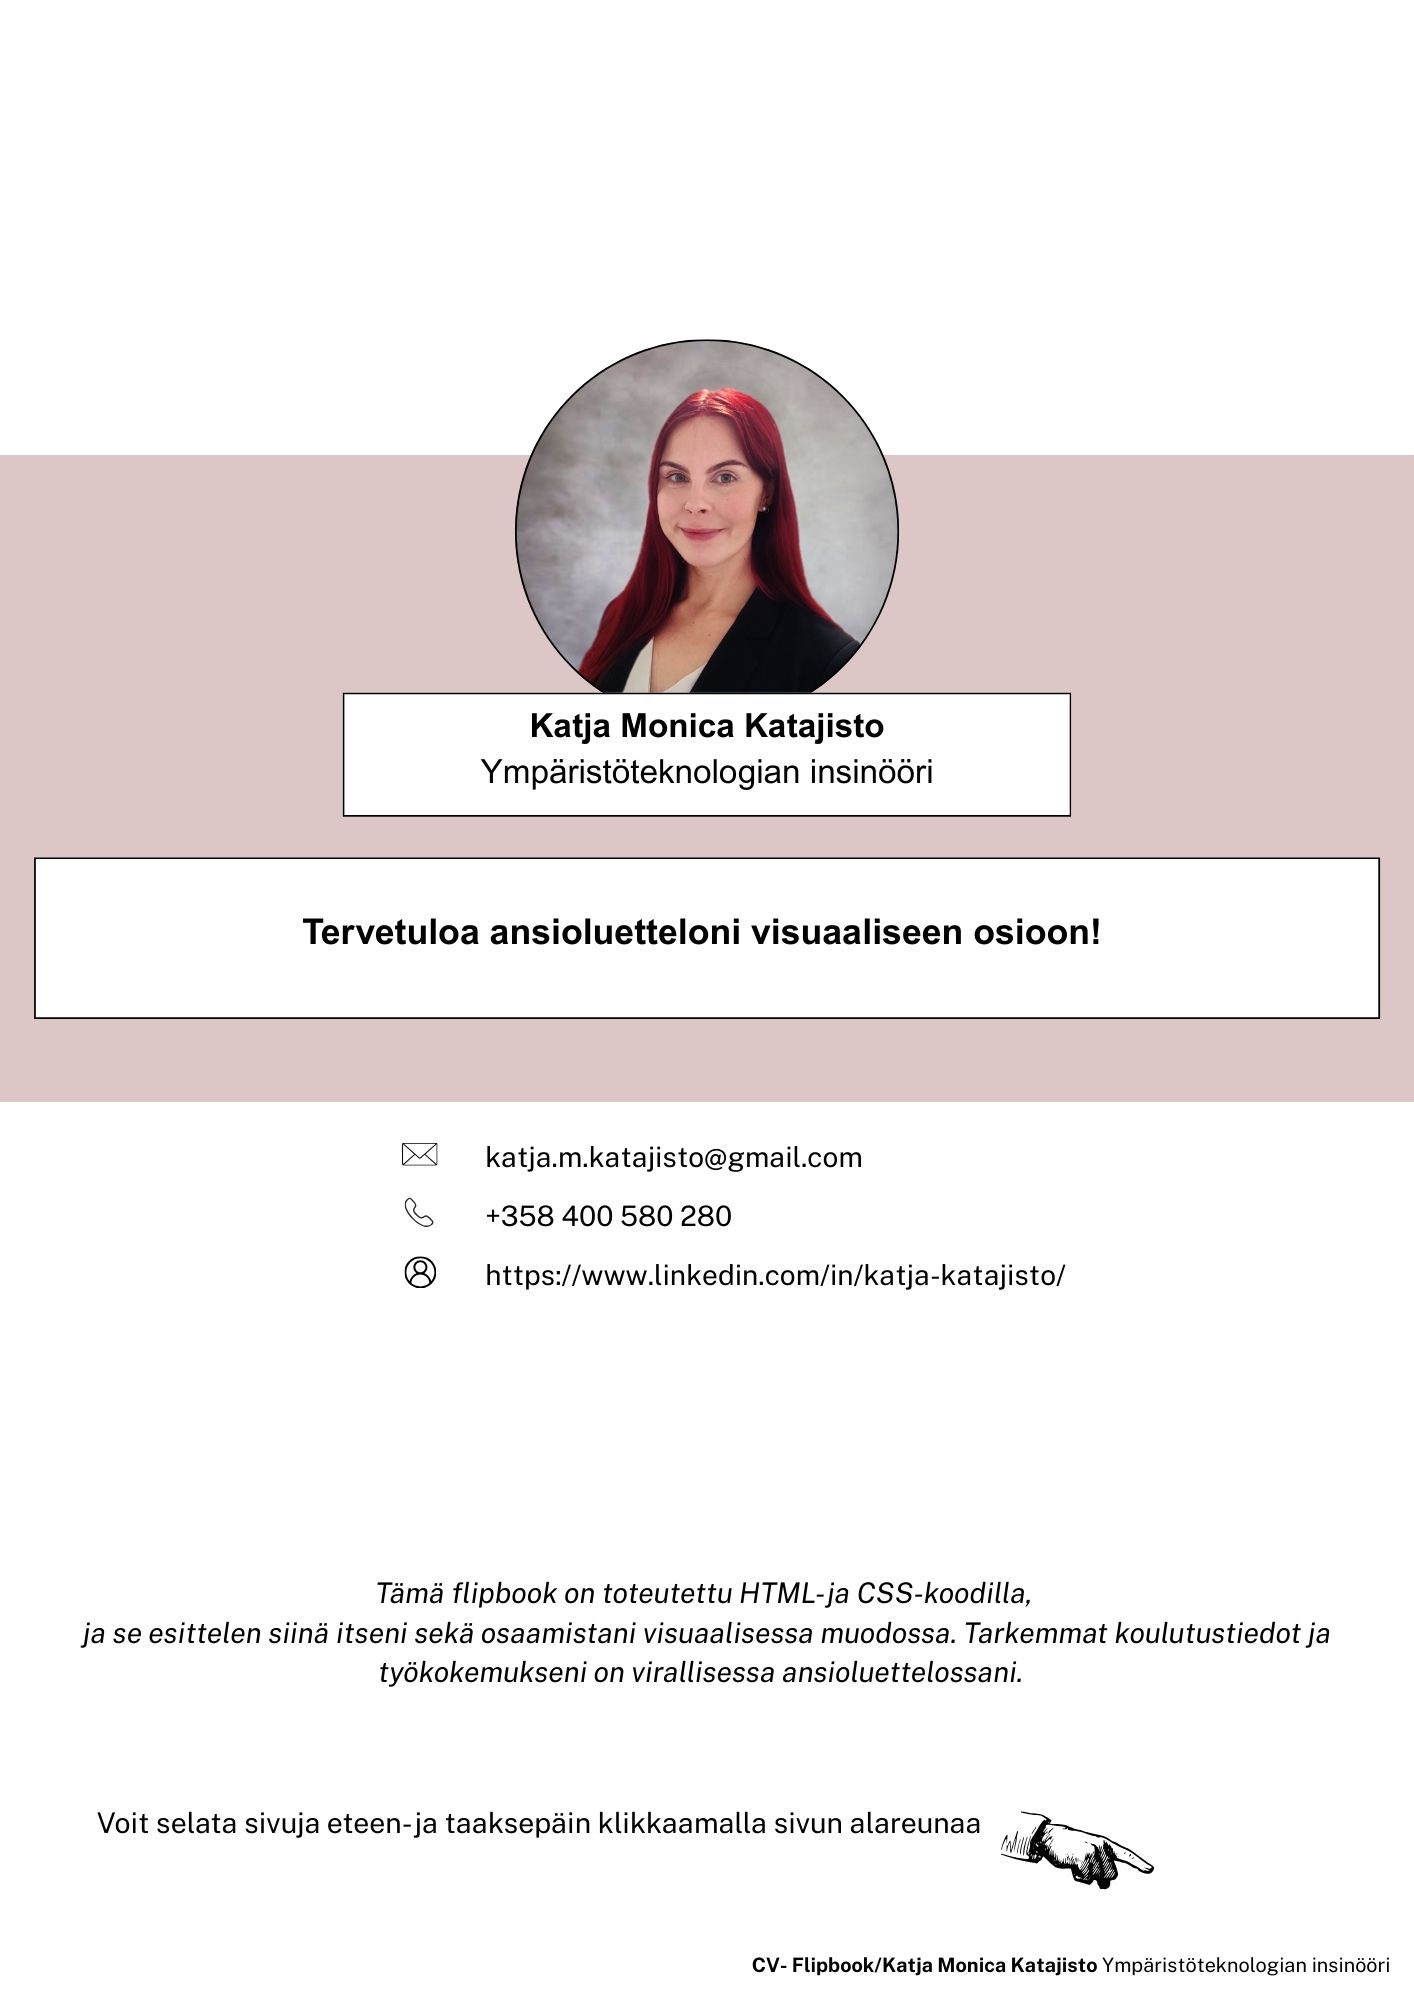 Katja Monica Katajisto
Ympäristöteknologian insinööri
Tervetuloa ansioluetteloni visuaaliseen osioon!
katja.m.katajisto@gmail.com
+358 400 580 280
https://www.linkedin.com/in/katja-katajisto/
Tämä flipbook on toteutettu HTML- ja CSS-koodilla,
ja se esittelen siinä itseni sekä osaamistani visuaalisessa muodossa. Tarkemmat koulutustiedot ja
työkokemukseni on virallisessa ansioluettelossani.
Voit selata sivuja eteen- ja taaksepäin klikkaamalla sivun alareunaa
CV- Flipbook/Katja Monica Katajisto Ympäristöteknologian insinööri